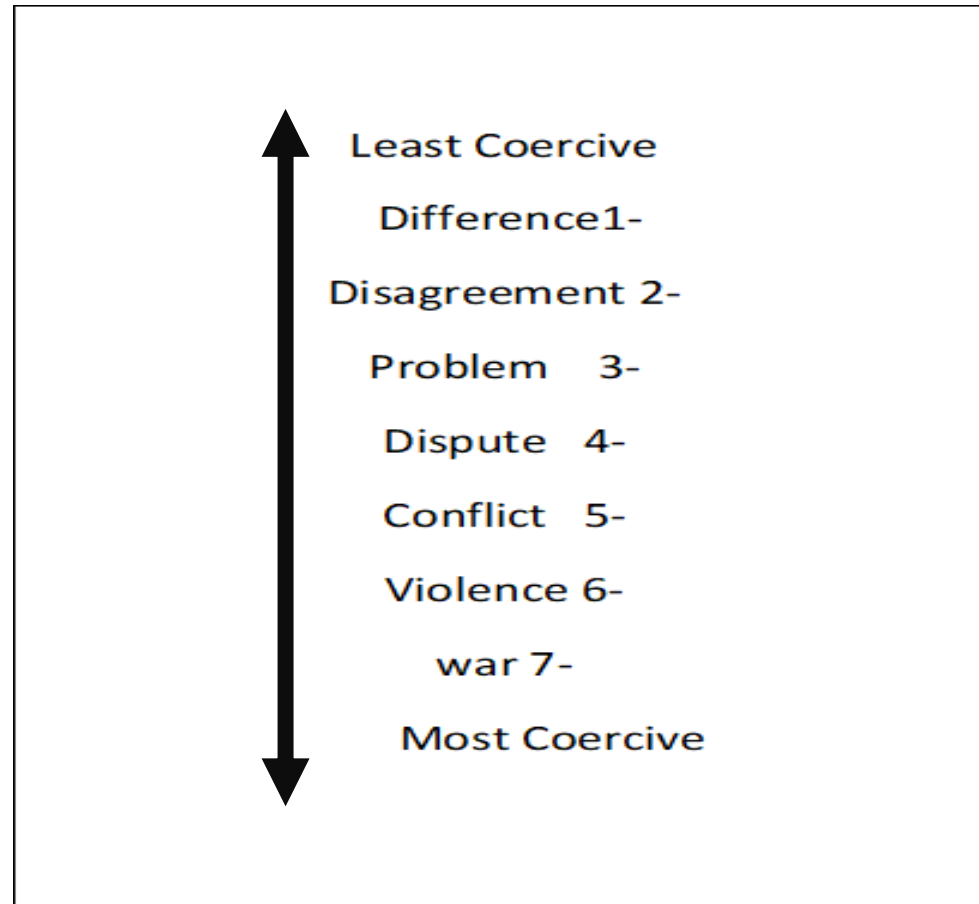 Least Coercive
Difference1-
Disagreement 2-
Problem 3-
Dispute 4-
Conflict 5-
Violence 6-
war 7-
Most Coercive